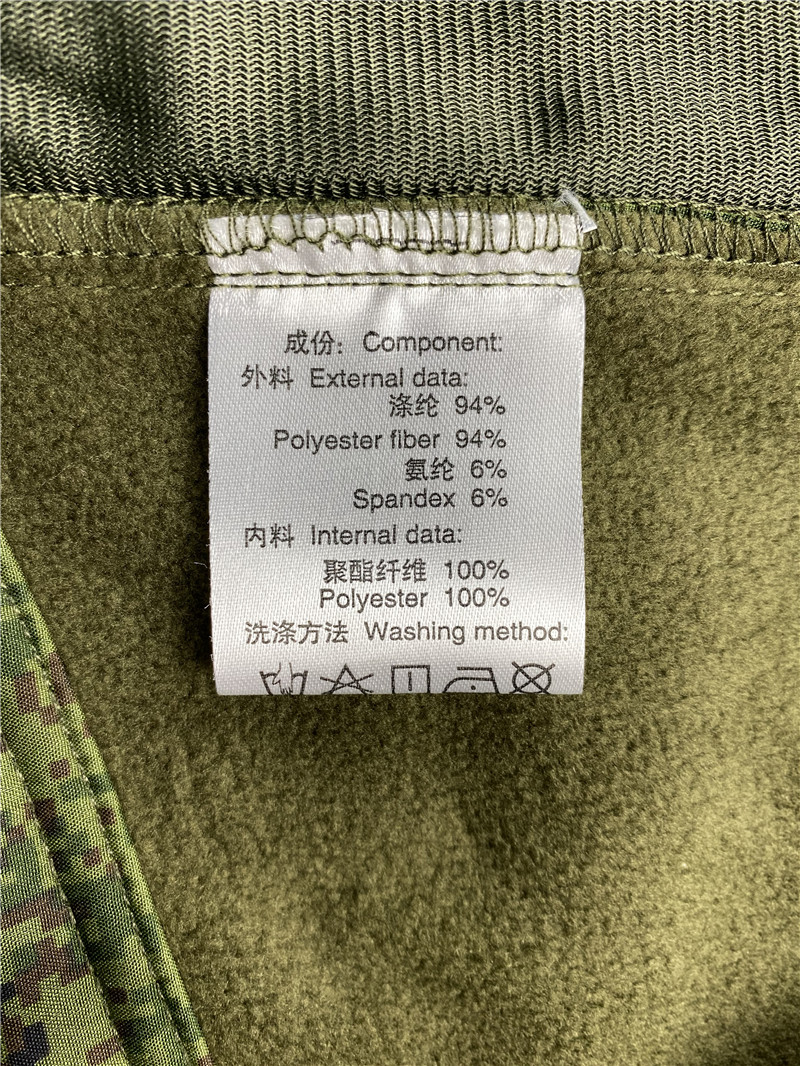 成份：Component:
外料 External data:
涤纶 94%
Polyester fiber 94%
氨纶 6%
Spandex 6%
内料 Internal data:
聚酯纤维 100%
Polyester 100%
洗涤方法 Washing method: